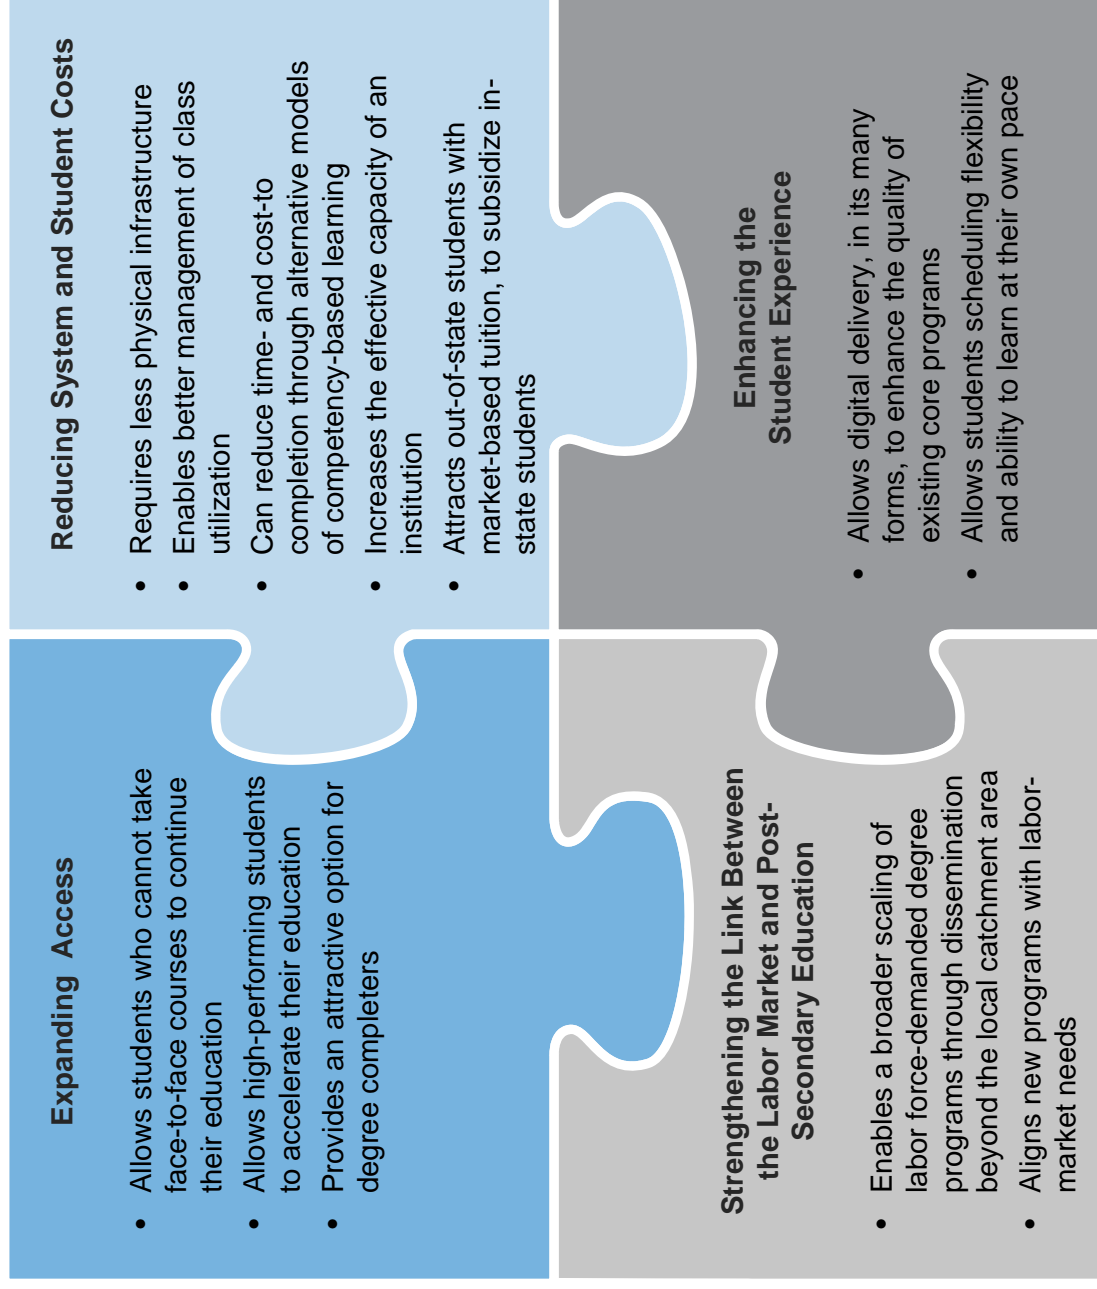 Expanding Access
• Allows students who cannot take
face-to-face courses to continue
their education
• Allows high-performing students
to accelerate their education
• Provides an attractive option for
degree completers
Reducing System and Student Costs
• Requires less physical infrastructure
• Enables better management of class
utilization
• Can reduce time- and cost-to
completion through alternative models
of competency-based learning
• Increases the effective capacity of an
institution
• Attracts out-of-state students with
market-based tuition, to subsidize in-
state students
Strengthening the Link Between
the Labor Market and Post-
Secondary Education
• Enables a broader scaling of
labor force-demanded degree
programs through dissemination
beyond the local catchment area
• Aligns new programs with labor-
market needs
Enhancing the
Student Experience
• Allows digital delivery, in its many
forms, to enhance the quality of
existing core programs
• Allows students scheduling flexibility
and ability to learn at their own pace